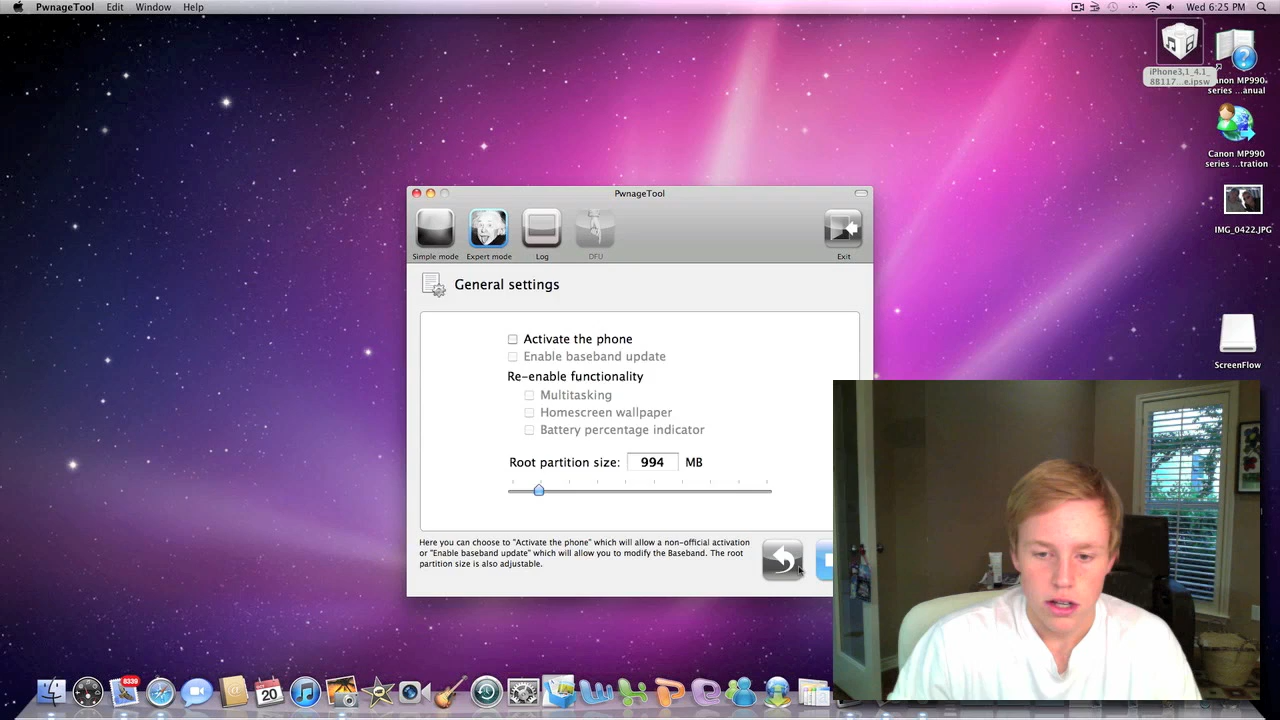 PwnageTool Edit Window Help
Wed 6:25 PM
iPhone3,1_4.1_
8B117...e.ipsw
anon MP990
series ...anual
Canon MP990
series ...tration
IMG_0422.JPG
ScreenFlow
PwnageTool
Simple mode
Expert mode
Log
DFU
Exit
General settings
Activate the phone
Enable baseband update
Re-enable functionality
Multitasking
Homescreen wallpaper
Battery percentage indicator
Root partition size: 994 MB
Here you can choose to "Activate the phone" which will allow a non-official activation
or "Enable baseband update" which will allow you to modify the Baseband. The root
partition size is also adjustable.
8339
20